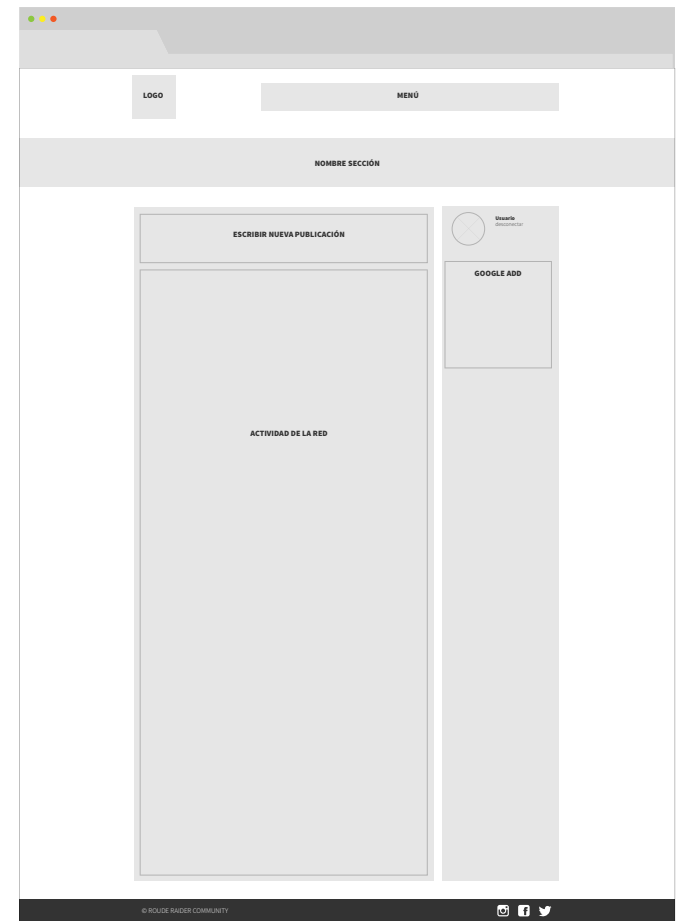 LOGO
MENÚ
NOMBRE SECCIÓN
ESCRIBIR NUEVA PUBLICACIÓN
Usuario
desconectar
GOOGLE ADD
ACTIVIDAD DE LA RED
© ROUDE RAIDER COMMUNITY